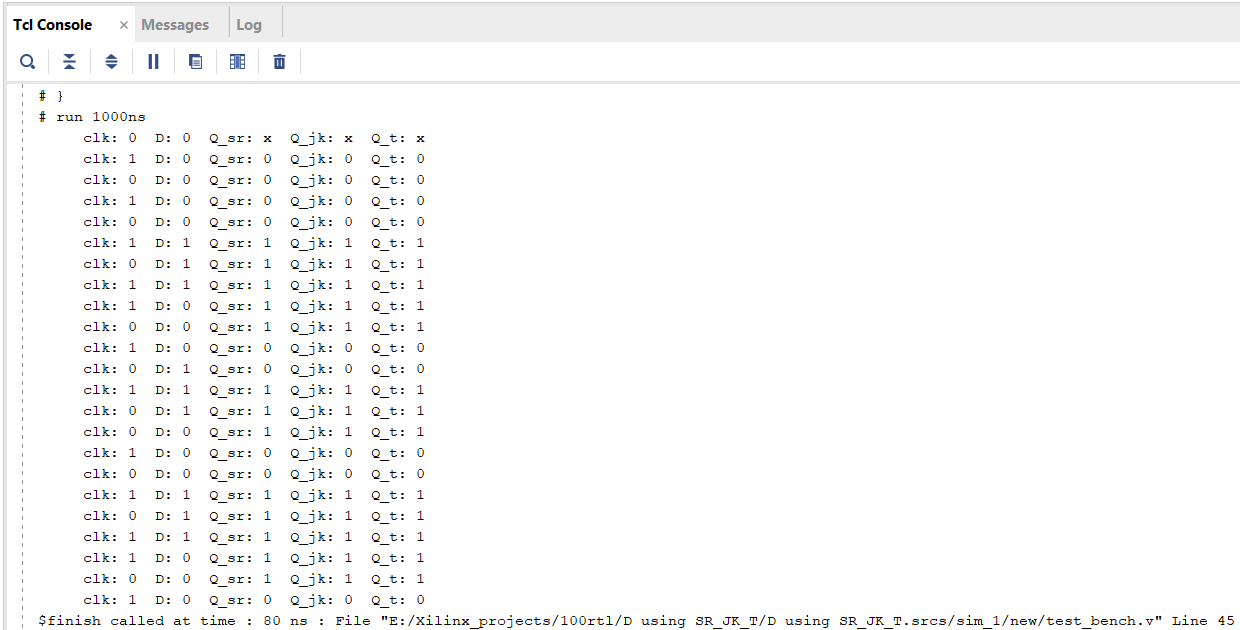 Tcl Console × Messages Log
# }
# run 1000ns
clk: 0 D: 0 Q_sr: x Q_jk: x Q_t: x
clk: 1 D: 0 Q_sr: 0 Q_jk: 0 Q_t: 0
clk: 0 D: 0 Q_sr: 0 Q_jk: 0 Q_t: 0
clk: 1 D: 0 Q_sr: 0 Q_jk: 0 Q_t: 0
clk: 0 D: 0 Q_sr: 0 Q_jk: 0 Q_t: 0
clk: 1 D: 1 Q_sr: 1 Q_jk: 1 Q_t: 1
clk: 0 D: 1 Q_sr: 1 Q_jk: 1 Q_t: 1
clk: 1 D: 1 Q_sr: 1 Q_jk: 1 Q_t: 1
clk: 1 D: 0 Q_sr: 1 Q_jk: 1 Q_t: 1
clk: 0 D: 0 Q_sr: 1 Q_jk: 1 Q_t: 1
clk: 1 D: 0 Q_sr: 0 Q_jk: 0 Q_t: 0
clk: 0 D: 1 Q_sr: 0 Q_jk: 0 Q_t: 0
clk: 1 D: 1 Q_sr: 1 Q_jk: 1 Q_t: 1
clk: 0 D: 1 Q_sr: 1 Q_jk: 1 Q_t: 1
clk: 0 D: 0 Q_sr: 1 Q_jk: 1 Q_t: 1
clk: 1 D: 0 Q_sr: 0 Q_jk: 0 Q_t: 0
clk: 0 D: 0 Q_sr: 0 Q_jk: 0 Q_t: 0
clk: 1 D: 1 Q_sr: 1 Q_jk: 1 Q_t: 1
clk: 0 D: 1 Q_sr: 1 Q_jk: 1 Q_t: 1
clk: 1 D: 1 Q_sr: 1 Q_jk: 1 Q_t: 1
clk: 1 D: 0 Q_sr: 1 Q_jk: 1 Q_t: 1
clk: 0 D: 0 Q_sr: 1 Q_jk: 1 Q_t: 1
clk: 1 D: 0 Q_sr: 0 Q_jk: 0 Q_t: 0
$finish called at time : 80 ns : File "E:/Xilinx_projects/100rtl/D using SR_JK_T/D using SR_JK_T.srcs/sim_1/new/test_bench.v" Line 45